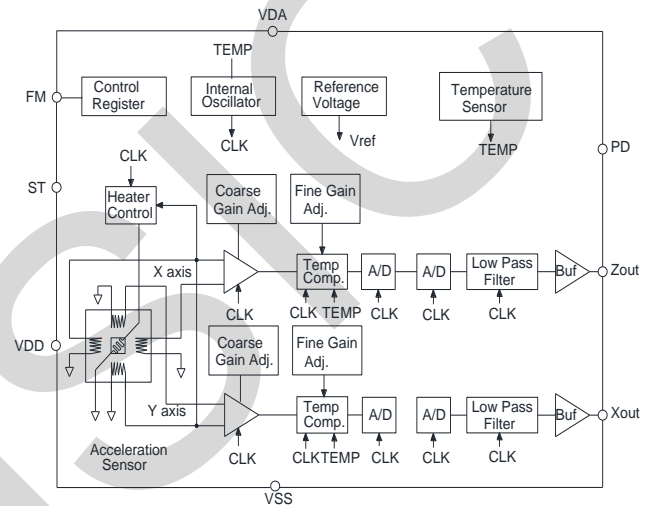 VDA
TEMP
FM
Control
Register
Internal
Oscillator
Reference
Voltage
Temperature
Sensor
CLK
Vref
TEMP
PD
CLK
ST
Heater
Control
Coarse
Gain Adj.
Fine Gain
Adj.
X axis
Temp
Comp.
A/D
A/D
Low Pass
Filter
Buf
Zout
CLK
CLK TEMP
CLK
CLK
CLK
VDD
Coarse
Gain Adj.
Fine Gain
Adj.
Y axis
Temp
Comp.
A/D
A/D
Low Pass
Filter
Buf
Xout
Acceleration
Sensor
CLK
CLKTEMP
CLK
CLK
CLK
VSS